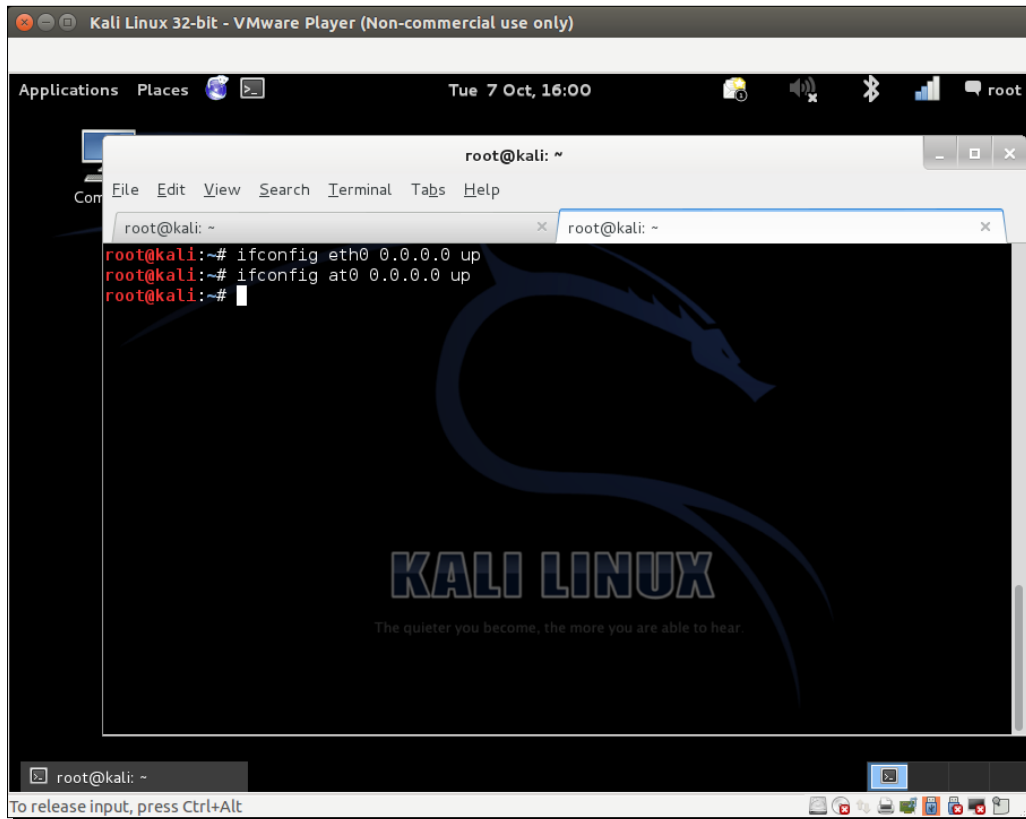 Kali Linux 32-bit - VMware Player (Non-commercial use only)
Applications Places Tue 7 Oct, 16:00 root
root@kali: ~
Com
File Edit View Search Terminal Tabs Help
root@kali: ~ root@kali: ~
root@kali:~# ifconfig eth0 0.0.0.0 up
root@kali:~# ifconfig at0 0.0.0.0 up
root@kali:~#
KALI LINUX
The quieter you become, the more you are able to hear.
root@kali: ~
To release input, press Ctrl+Alt